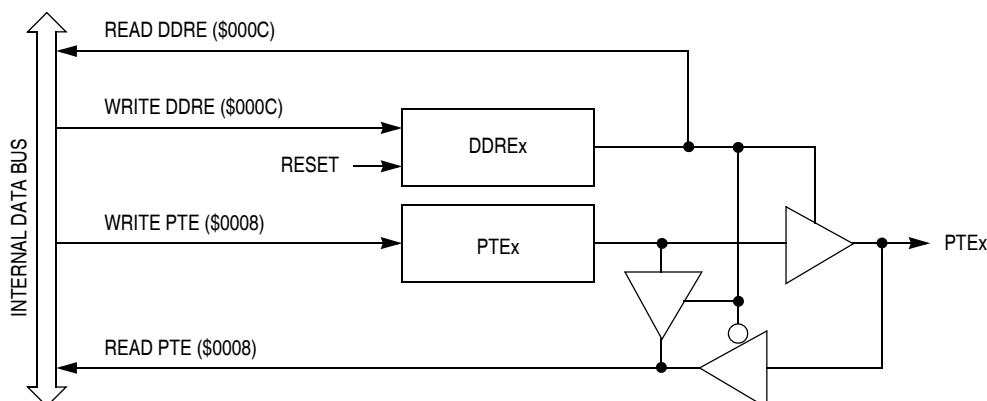 READ DDRE ($000C)
WRITE DDRE ($000C)
DDREx
RESET
INTERNAL DATA BUS
WRITE PTE ($0008)
PTEx
PTEx
READ PTE ($0008)